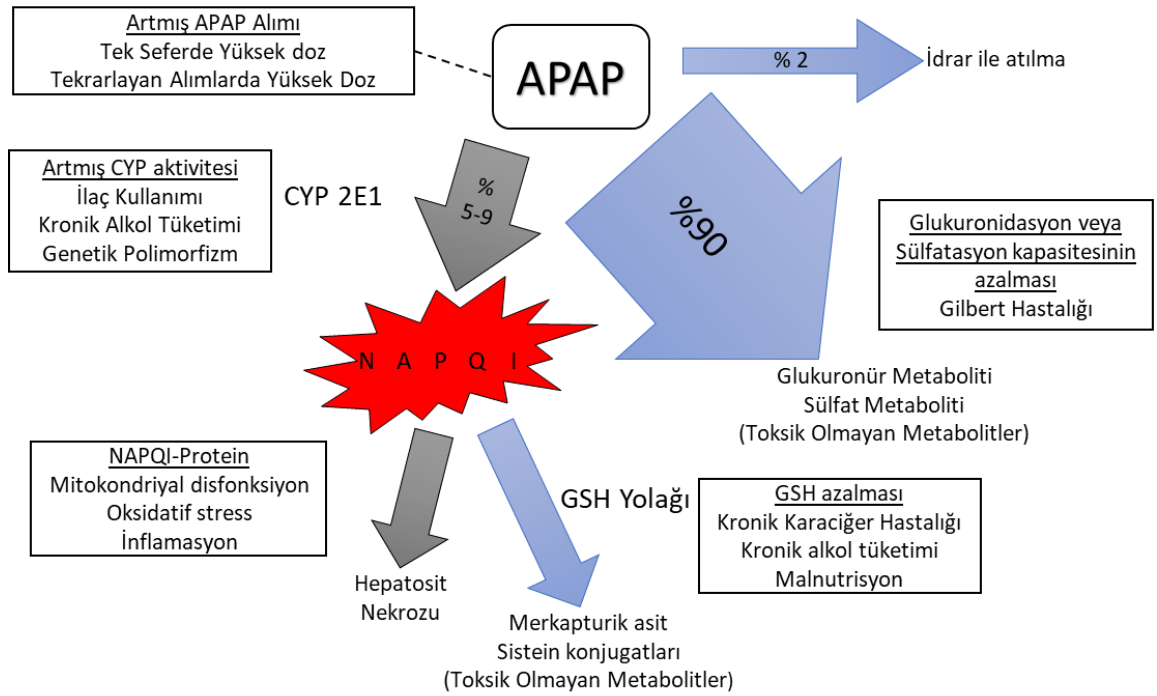 Artmış APAP Alımı
Tek Seferde Yüksek doz
Tekrarlayan Alımlarda Yüksek Doz
APAP
% 2
İdrar ile atılma
Artmış CYP aktivitesi
İlaç Kullanımı
Kronik Alkol Tüketimi
Genetik Polimorfizm
CYP 2E1
%
5-9
%90
Glukuronidasyon veya
Sülfatasyon kapasitesinin
azalması
Gilbert Hastalığı
N A P Q I
Glukuronür Metaboliti
Sülfat Metaboliti
(Toksik Olmayan Metabolitler)
NAPQI-Protein
Mitokondriyal disfonksiyon
Oksidatif stress
İnflamasyon
GSH Yolağı
GSH azalması
Kronik Karaciğer Hastalığı
Kronik alkol tüketimi
Malnutrisyon
Hepatosit
Nekrozu
Merkapturik asit
Sistein konjugatları
(Toksik Olmayan Metabolitler)